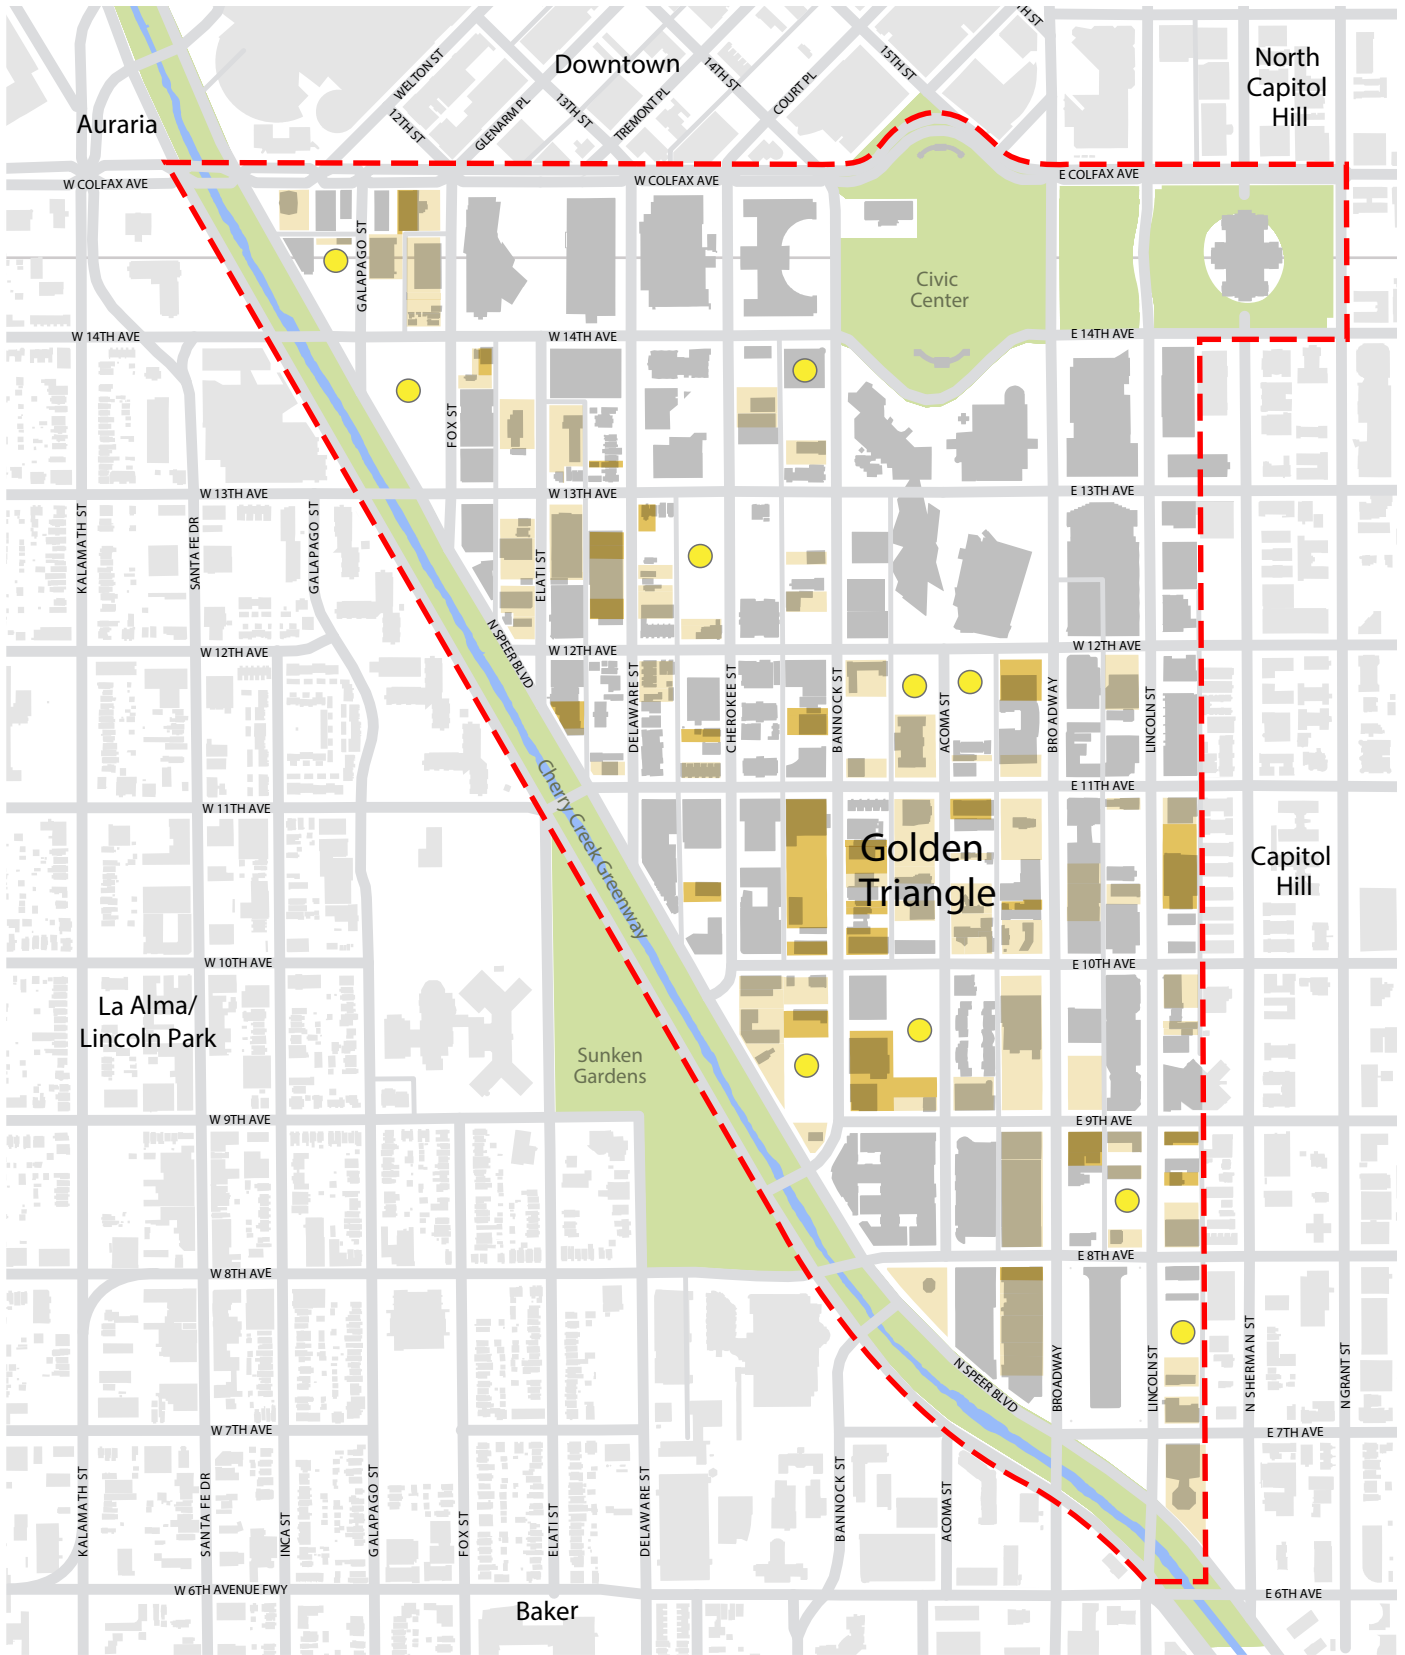 TH ST
WELTON ST
Downtown
14TH ST
15TH ST
North
Capitol
Hill
COURT PL
12TH ST
GLENARM PL
13TH ST
TREMONT PL
Auraria
W COLFAX AVE
W COLFAX AVE
E COLFAX AVE
GALAPAGO ST
Civic
Center
W 14TH AVE
W 14TH AVE
E 14TH AVE
FOX ST
W 13TH AVE
W 13TH AVE
E 13TH AVE
KALAMATH ST
SANTA FE DR
GALAPAGO ST
ELATI ST
N SPEER BLVD
W 12TH AVE
W 12TH AVE
E 12TH AVE
DELAWARE ST
CHEROKEE ST
BANNOCK ST
ACOMA ST
BROADWAY
LINCOLN ST
Cherry Creek Greenway
W 11TH AVE
E 11TH AVE
Golden
Triangle
Capitol
Hill
W 10TH AVE
E 10TH AVE
La Alma/
Lincoln Park
Sunken
Gardens
W 9TH AVE
E 9TH AVE
W 8TH AVE
E 8TH AVE
N SPEER BLVD
BROADWAY
LINCOLN ST
N SHERMAN ST
N GRANT ST
W 7TH AVE
E 7TH AVE
KALAMATH ST
SANTA FE DR
INCA ST
GALAPAGO ST
FOX ST
ELATI ST
DELAWARE ST
BANNOCK ST
ACOMA ST
W 6TH AVENUE FWY
E 6TH AVE
Baker